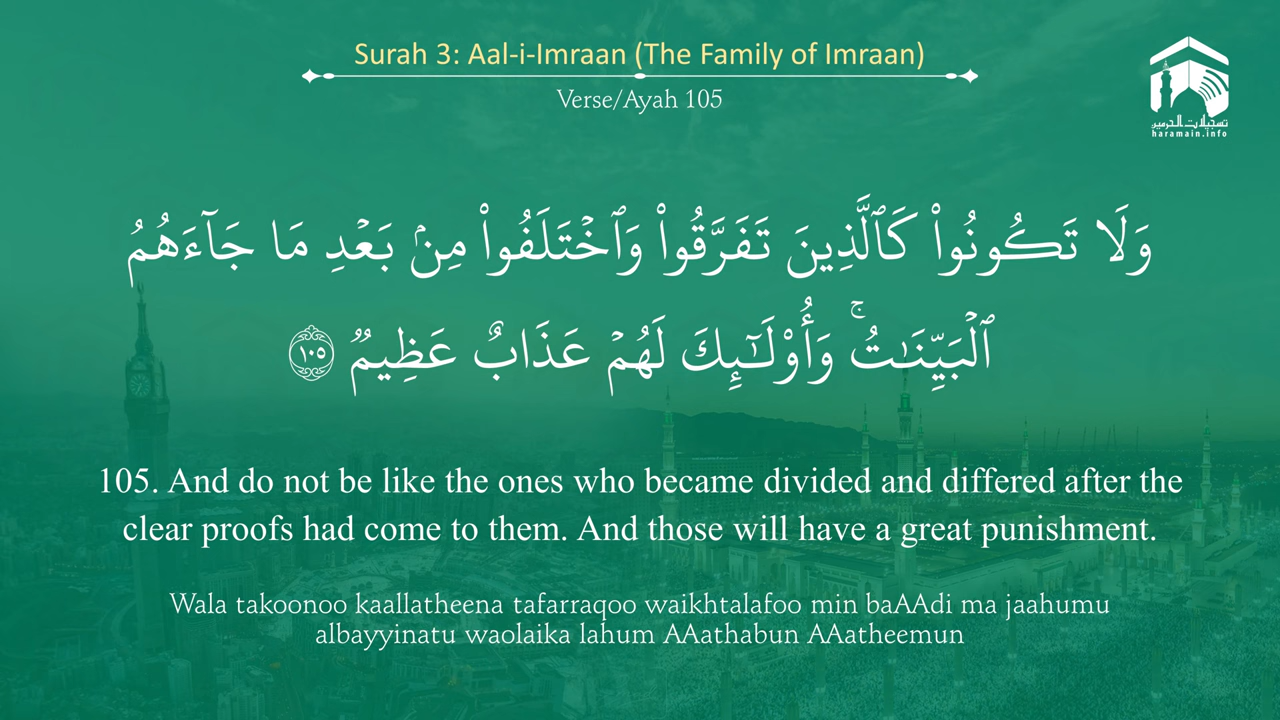 Surah 3: Aal-i-Imraan (The Family of Imraan)
Verse/Ayah 105
تسجيلات الحرمين
haramain.info
وَلَا تَكُونُوا۟ كَٱلَّذِينَ تَفَرَّقُوا۟ وَٱخْتَلَفُوا۟ مِنۢ بَعْدِ مَا جَآءَهُمُ
ٱلْبَيِّنَـٰتُ ۚ وَأُو۟لَـٰٓئِكَ لَهُمْ عَذَابٌ عَظِيمٌۭ ١٠٥
105. And do not be like the ones who became divided and differed after the
clear proofs had come to them. And those will have a great punishment.
Wala takoonoo kaallatheena tafarraqoo waikhtalafoo min baAAdi ma jaahumu
albayyinatu waolaika lahum AAathabun AAatheemun